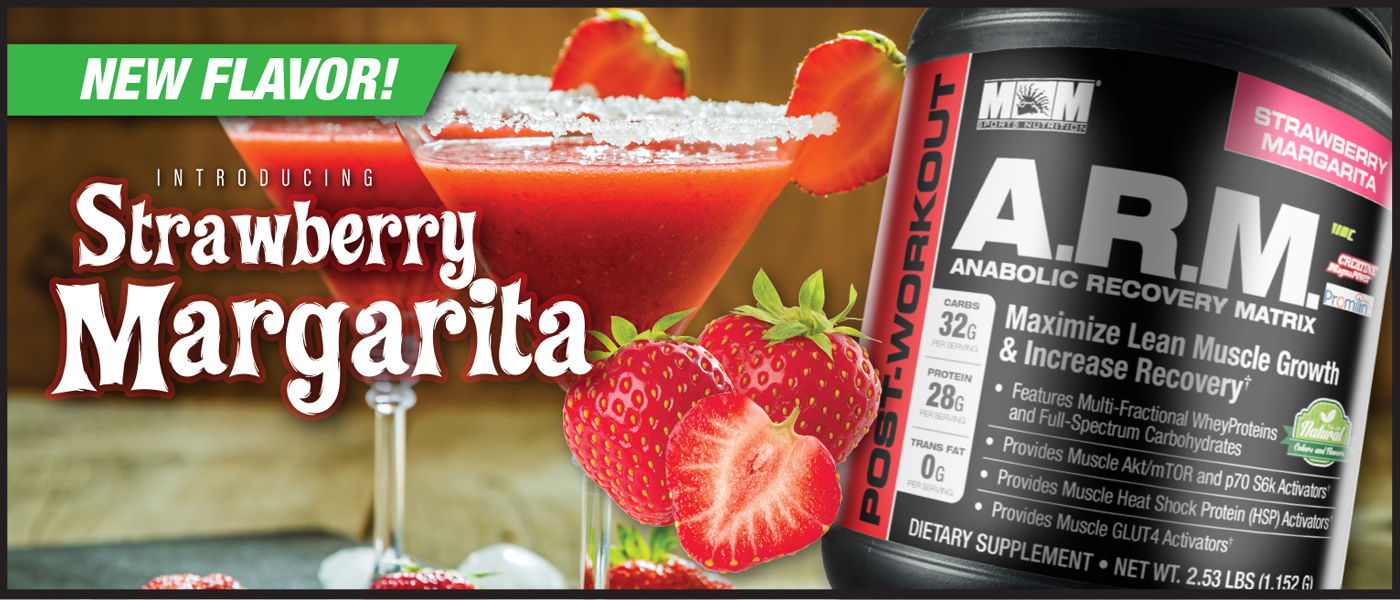 NEW FLAVOR!
INTRODUCING
Strawberry
Margarita
POST-WORKOUT
M M
SPORTS NUTRITION
STRAWBERRY
MARGARITA
A.R.M.
ANABOLIC RECOVERY MATRIX
CREATINE
MagnaPower
Promilin
CARBS
32G
PER SERVING
PROTEIN
28G
PER SERVING
TRANS FAT
0G
PER SERVING
Maximize Lean Muscle Growth
& Increase Recovery†
• Features Multi-Fractional WheyProteins
and Full-Spectrum Carbohydrates
• Provides Muscle Akt/mTOR and p70 S6k Activators†
• Provides Muscle Heat Shock Protein (HSP) Activators†
• Provides Muscle GLUT4 Activators†
Natural
Colors and Flavors
DIETARY SUPPLEMENT • NET WT. 2.53 LBS (1,152 G)